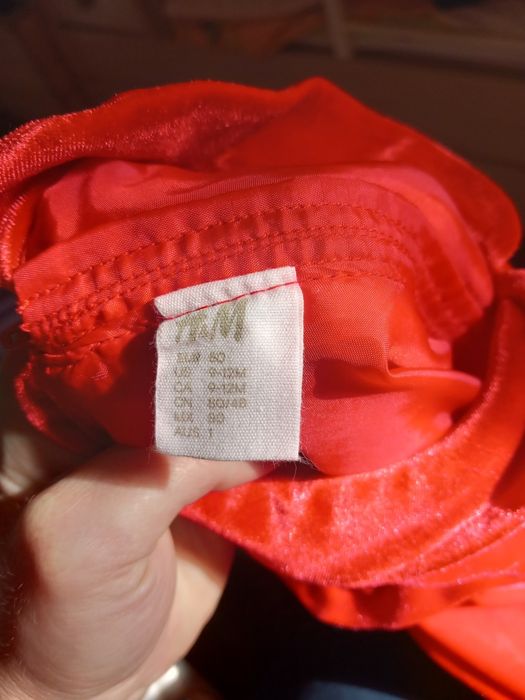 H&M
EUR 80
US 9-12M
CA 9-12M
CN 80/48
MX 80
AUS 1